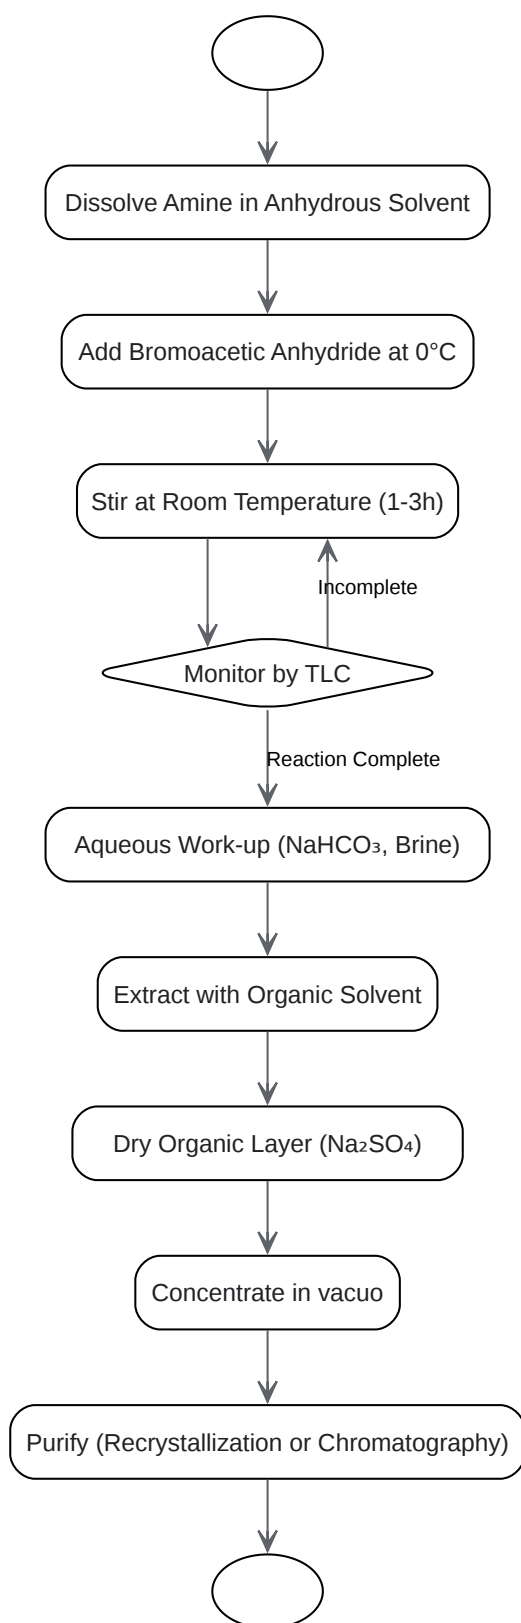 Dissolve Amine in Anhydrous Solvent
Add Bromoacetic Anhydride at 0°C
Stir at Room Temperature (1-3h)
Incomplete
Monitor by TLC
Reaction Complete
Aqueous Work-up (NaHCO₃, Brine)
Extract with Organic Solvent
Dry Organic Layer (Na₂SO₄)
Concentrate in vacuo
Purify (Recrystallization or Chromatography)